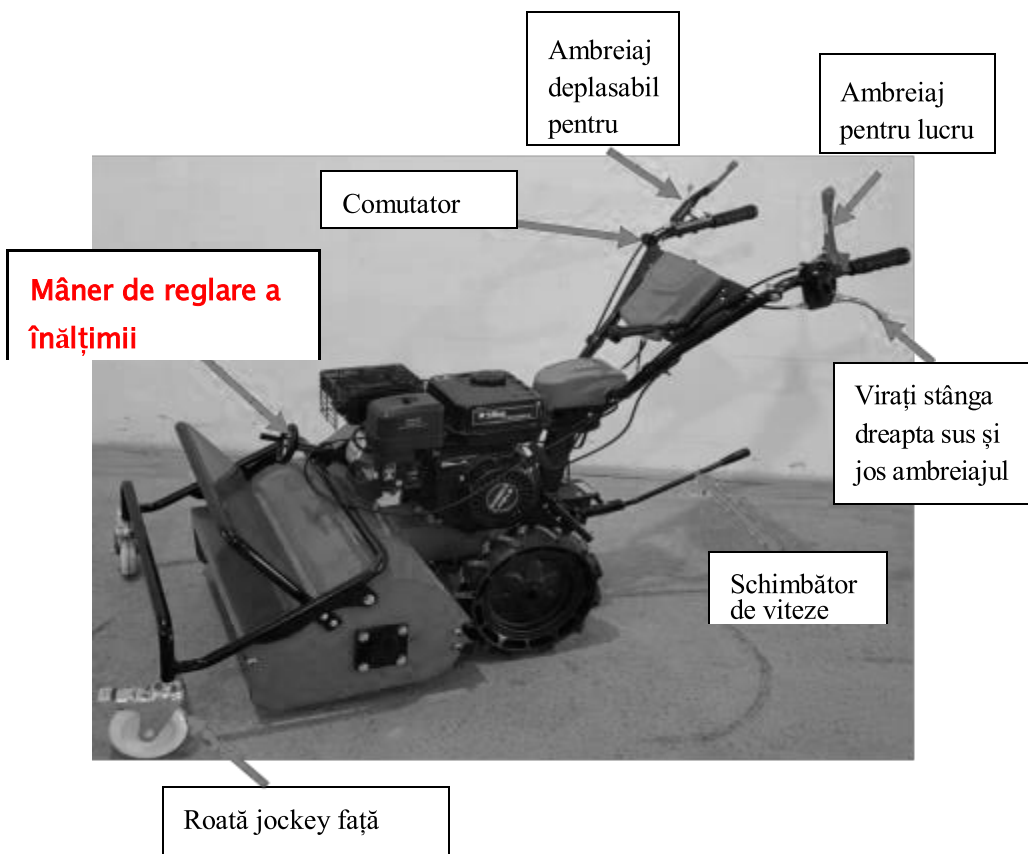 Ambreiaj
deplasabil
pentru
Ambreiaj
pentru lucru
Comutator
Mâner de reglare a
înălțimii
Virați stânga
dreapta sus și
jos ambreiajul
Schimbător
de viteze
Roată jockey față